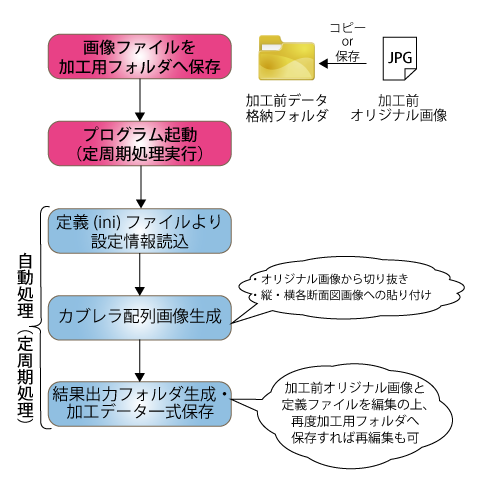 画像ファイルを
加工用フォルダへ保存
コピー
or
保存
JPG
加工前データ
格納フォルダ
加工前
オリジナル画像
プログラム起動
(定周期処理実行)
定義 (ini) ファイルより
設定情報読込
自動処理(定周期処理)
・オリジナル画像から切り抜き
・縦・横各断面図画像への貼り付け
カブレラ配列画像生成
結果出力フォルダ生成・
加工データ一式保存
加工前オリジナル画像と
定義ファイルを編集の上、
再度加工用フォルダへ
保存すれば再編集も可